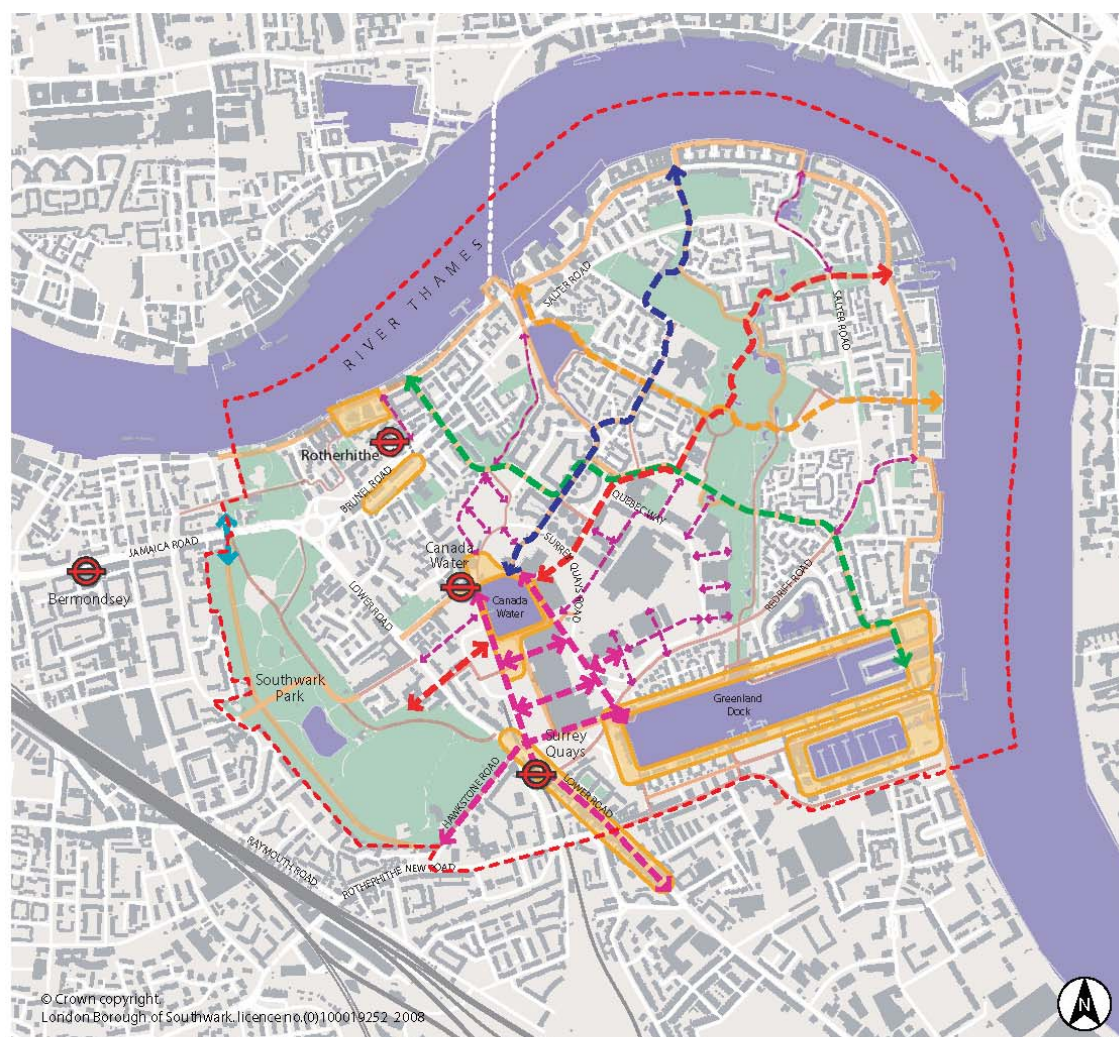 RIVER THAMES
SALTER ROAD
SALTER ROAD
Rotherhithe
BRUNEL ROAD
QUEBEC WAY
JAMAICA ROAD
Bermondsey
Canada
Water
SURREY QUAYS ROAD
LOWER ROAD
Canada
Water
REDRIFF ROAD
Southwark
Park
Greenland
Dock
Surrey
Quays
HAWKSTONE ROAD
LOWER ROAD
RAYMOUTH ROAD
ROTHERHITHE NEW ROAD
© Crown copyright.
London Borough of Southwark. licence no.(0)100019252 2008
N